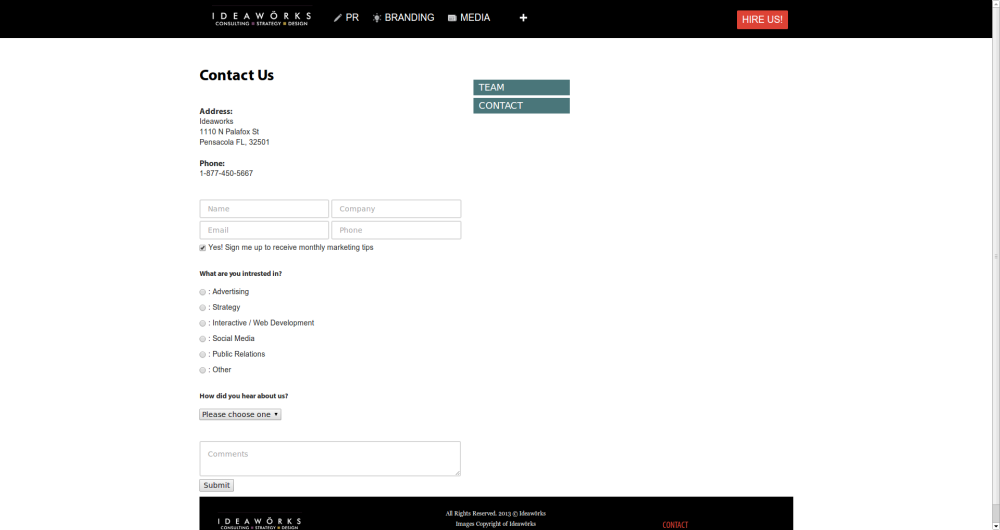 IDEAWÖRKS
CONSULTING STRATEGY DESIGN
PR
BRANDING
MEDIA
+
HIRE US!
Contact Us
TEAM
CONTACT
Address:
Ideaworks
1110 N Palafox St
Pensacola FL, 32501
Phone:
1-877-450-5667
Name
Company
Email
Phone
Yes! Sign me up to receive monthly marketing tips
What are you intrested in?
: Advertising
: Strategy
: Interactive / Web Development
: Social Media
: Public Relations
: Other
How did you hear about us?
Please choose one
Comments
Submit
IDEAWÖRKS
CONSULTING STRATEGY DESIGN
All Rights Reserved. 2013 © Ideawörks
Images Copyright of Ideawörks
CONTACT